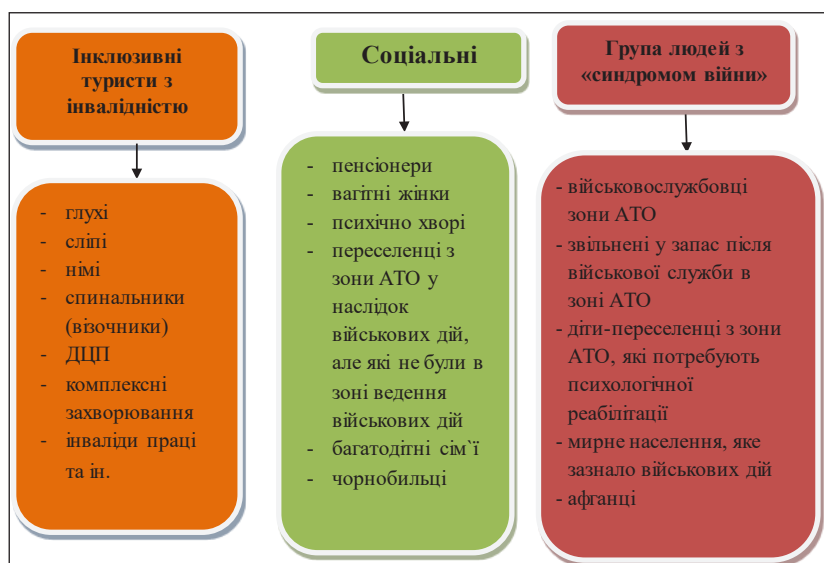 Інклюзивні
туристи з
інвалідністю
- глухі
- сліпі
- німі
- спинальники
(візочники)
- ДЦП
- комплексні
захворювання
- інваліди праці
та ін.
Соціальні
- пенсіонери
- вагітні жінки
- психічно хворі
- переселенці з
зони АТО у
наслідок
військових дій,
але які не були в
зоні ведення
військових дій
- багатодітні сім`ї
- чорнобильці
Група людей з
«синдромом війни»
- військовослужбовці
зони АТО
- звільнені у запас після
військової служби в
зоні АТО
- діти-переселенці з зони
АТО, які потребують
психологічної
реабілітації
- мирне населення, яке
зазнало військових дій
- афганці